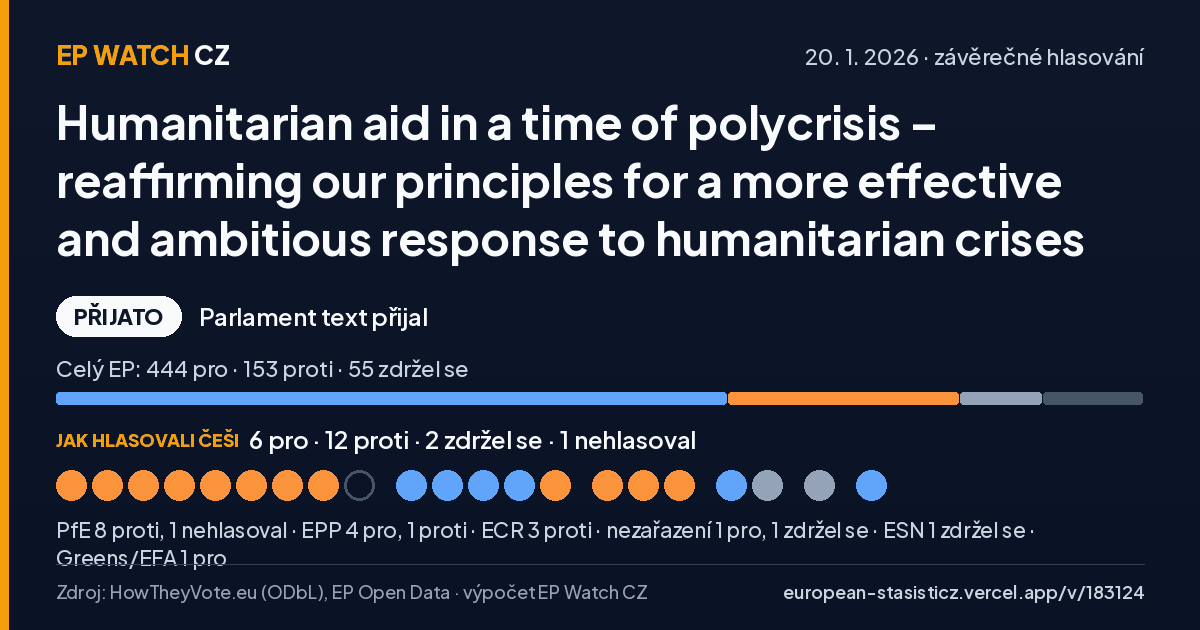 EP WATCH CZ
20. 1. 2026 · závěrečné hlasování
Humanitarian aid in a time of polycrisis –
reaffirming our principles for a more effective
and ambitious response to humanitarian crises
PŘIJATO Parlament text přijal
Celý EP: 444 pro · 153 proti · 55 zdržel se
JAK HLASOVALI ČEŠI 6 pro · 12 proti · 2 zdržel se · 1 nehlasoval
PfE 8 proti, 1 nehlasoval · EPP 4 pro, 1 proti · ECR 3 proti · nezařazení 1 pro, 1 zdržel se · ESN 1 zdržel se ·
Greens/EFA 1 pro
Zdroj: HowTheyVote.eu (ODbL), EP Open Data · výpočet EP Watch CZ
european-stasisticz.vercel.app/v/183124